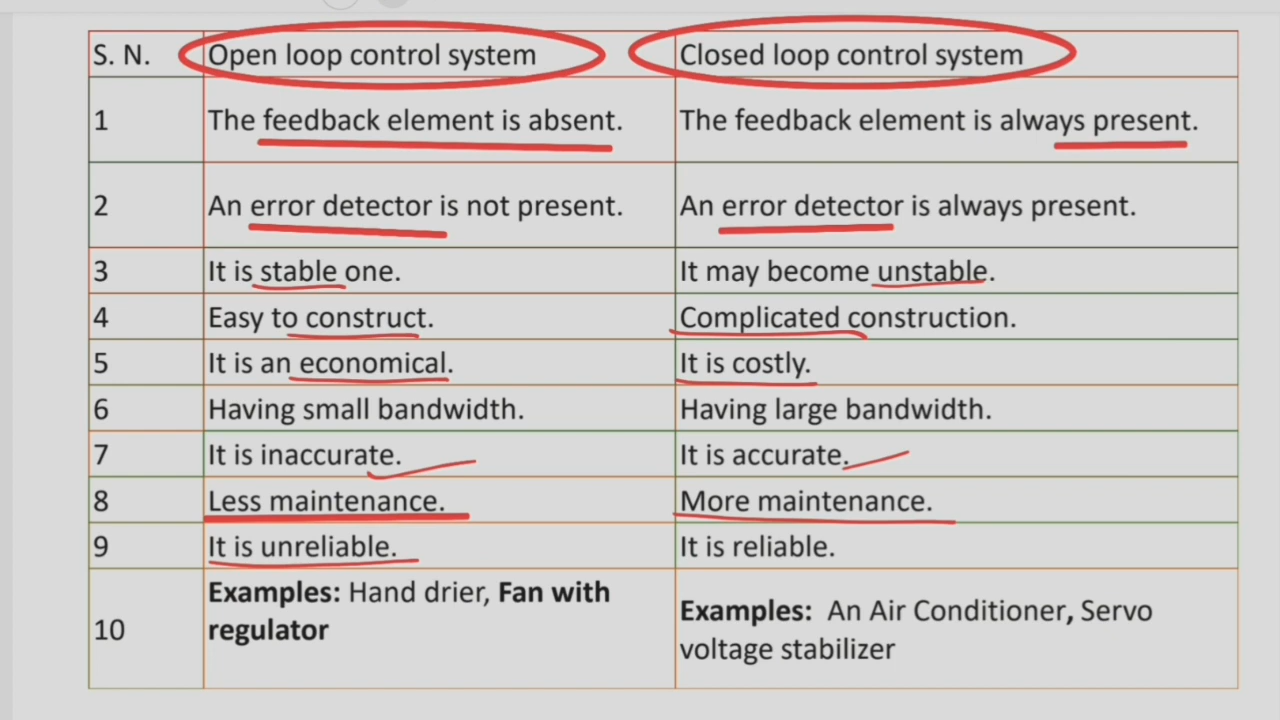 S. N. Open loop control system Closed loop control system
1 The feedback element is absent. The feedback element is always present.
2 An error detector is not present. An error detector is always present.
3 It is stable one. It may become unstable.
4 Easy to construct. Complicated construction.
5 It is an economical. It is costly.
6 Having small bandwidth. Having large bandwidth.
7 It is inaccurate. It is accurate.
8 Less maintenance. More maintenance.
9 It is unreliable. It is reliable.
10 Examples: Hand drier, Fan with
regulator
Examples: An Air Conditioner, Servo
voltage stabilizer